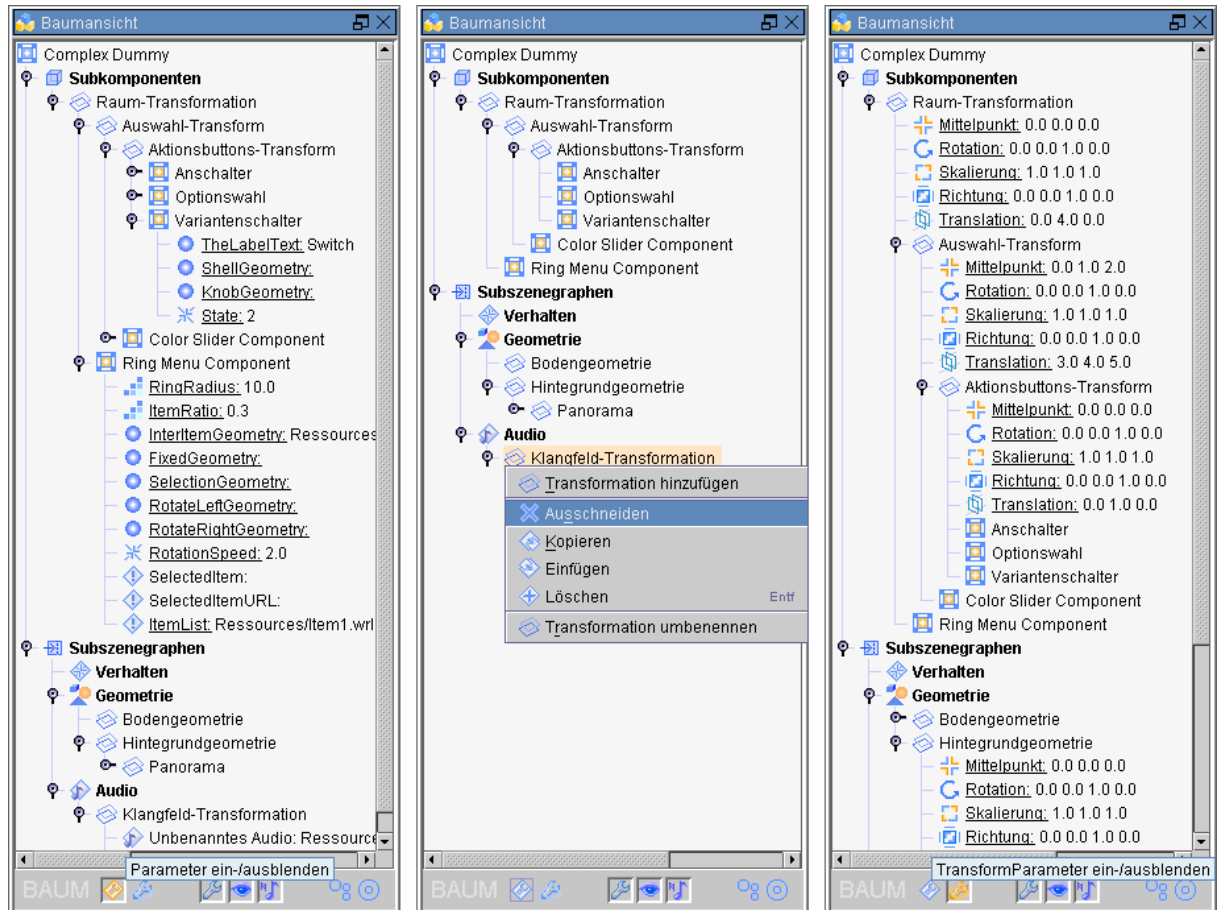 Baumansicht
Complex Dummy
Subkomponenten
Raum-Transformation
Auswahl-Transform
Aktionsbuttons-Transform
Anschalter
Optionswahl
Variantenschalter
TheLabelText: Switch
ShellGeometry:
KnobGeometry:
State: 2
Color Slider Component
Ring Menu Component
RingRadius: 10.0
ItemRatio: 0.3
InterItemGeometry: Ressources
FixedGeometry:
SelectionGeometry:
RotateLeftGeometry:
RotateRightGeometry:
RotationSpeed: 2.0
SelectedItem:
SelectedItemURL:
ItemList: Ressources/Item1.wrl
Subszenegraphen
Verhalten
Geometrie
Bodengeometrie
Hintegrundgeometrie
Panorama
Audio
Klangfeld-Transformation
Unbenanntes Audio: Ressource
Parameter ein-/ausblenden
BAUM
Baumansicht
Complex Dummy
Subkomponenten
Raum-Transformation
Auswahl-Transform
Aktionsbuttons-Transform
Anschalter
Optionswahl
Variantenschalter
Color Slider Component
Ring Menu Component
Subszenegraphen
Verhalten
Geometrie
Bodengeometrie
Hintegrundgeometrie
Panorama
Audio
Klangfeld-Transformation
Transformation hinzufügen
Ausschneiden
Kopieren
Einfügen
Löschen Entf
Transformation umbenennen
BAUM
Baumansicht
Complex Dummy
Subkomponenten
Raum-Transformation
Mittelpunkt: 0.0 0.0 0.0
Rotation: 0.0 0.0 1.0 0.0
Skalierung: 1.0 1.0 1.0
Richtung: 0.0 0.0 1.0 0.0
Translation: 0.0 4.0 0.0
Auswahl-Transform
Mittelpunkt: 0.0 1.0 2.0
Rotation: 0.0 0.0 1.0 0.0
Skalierung: 1.0 1.0 1.0
Richtung: 0.0 0.0 1.0 0.0
Translation: 3.0 4.0 5.0
Aktionsbuttons-Transform
Mittelpunkt: 0.0 0.0 0.0
Rotation: 0.0 0.0 1.0 0.0
Skalierung: 1.0 1.0 1.0
Richtung: 0.0 0.0 1.0 0.0
Translation: 0.0 1.0 0.0
Anschalter
Optionswahl
Variantenschalter
Color Slider Component
Ring Menu Component
Subszenegraphen
Verhalten
Geometrie
Bodengeometrie
Hintegrundgeometrie
Mittelpunkt: 0.0 0.0 0.0
Rotation: 0.0 0.0 1.0 0.0
Skalierung: 1.0 1.0 1.0
Richtung: 0.0 0.0 1.0 0.0
TransformParameter ein-/ausblenden
BAUM